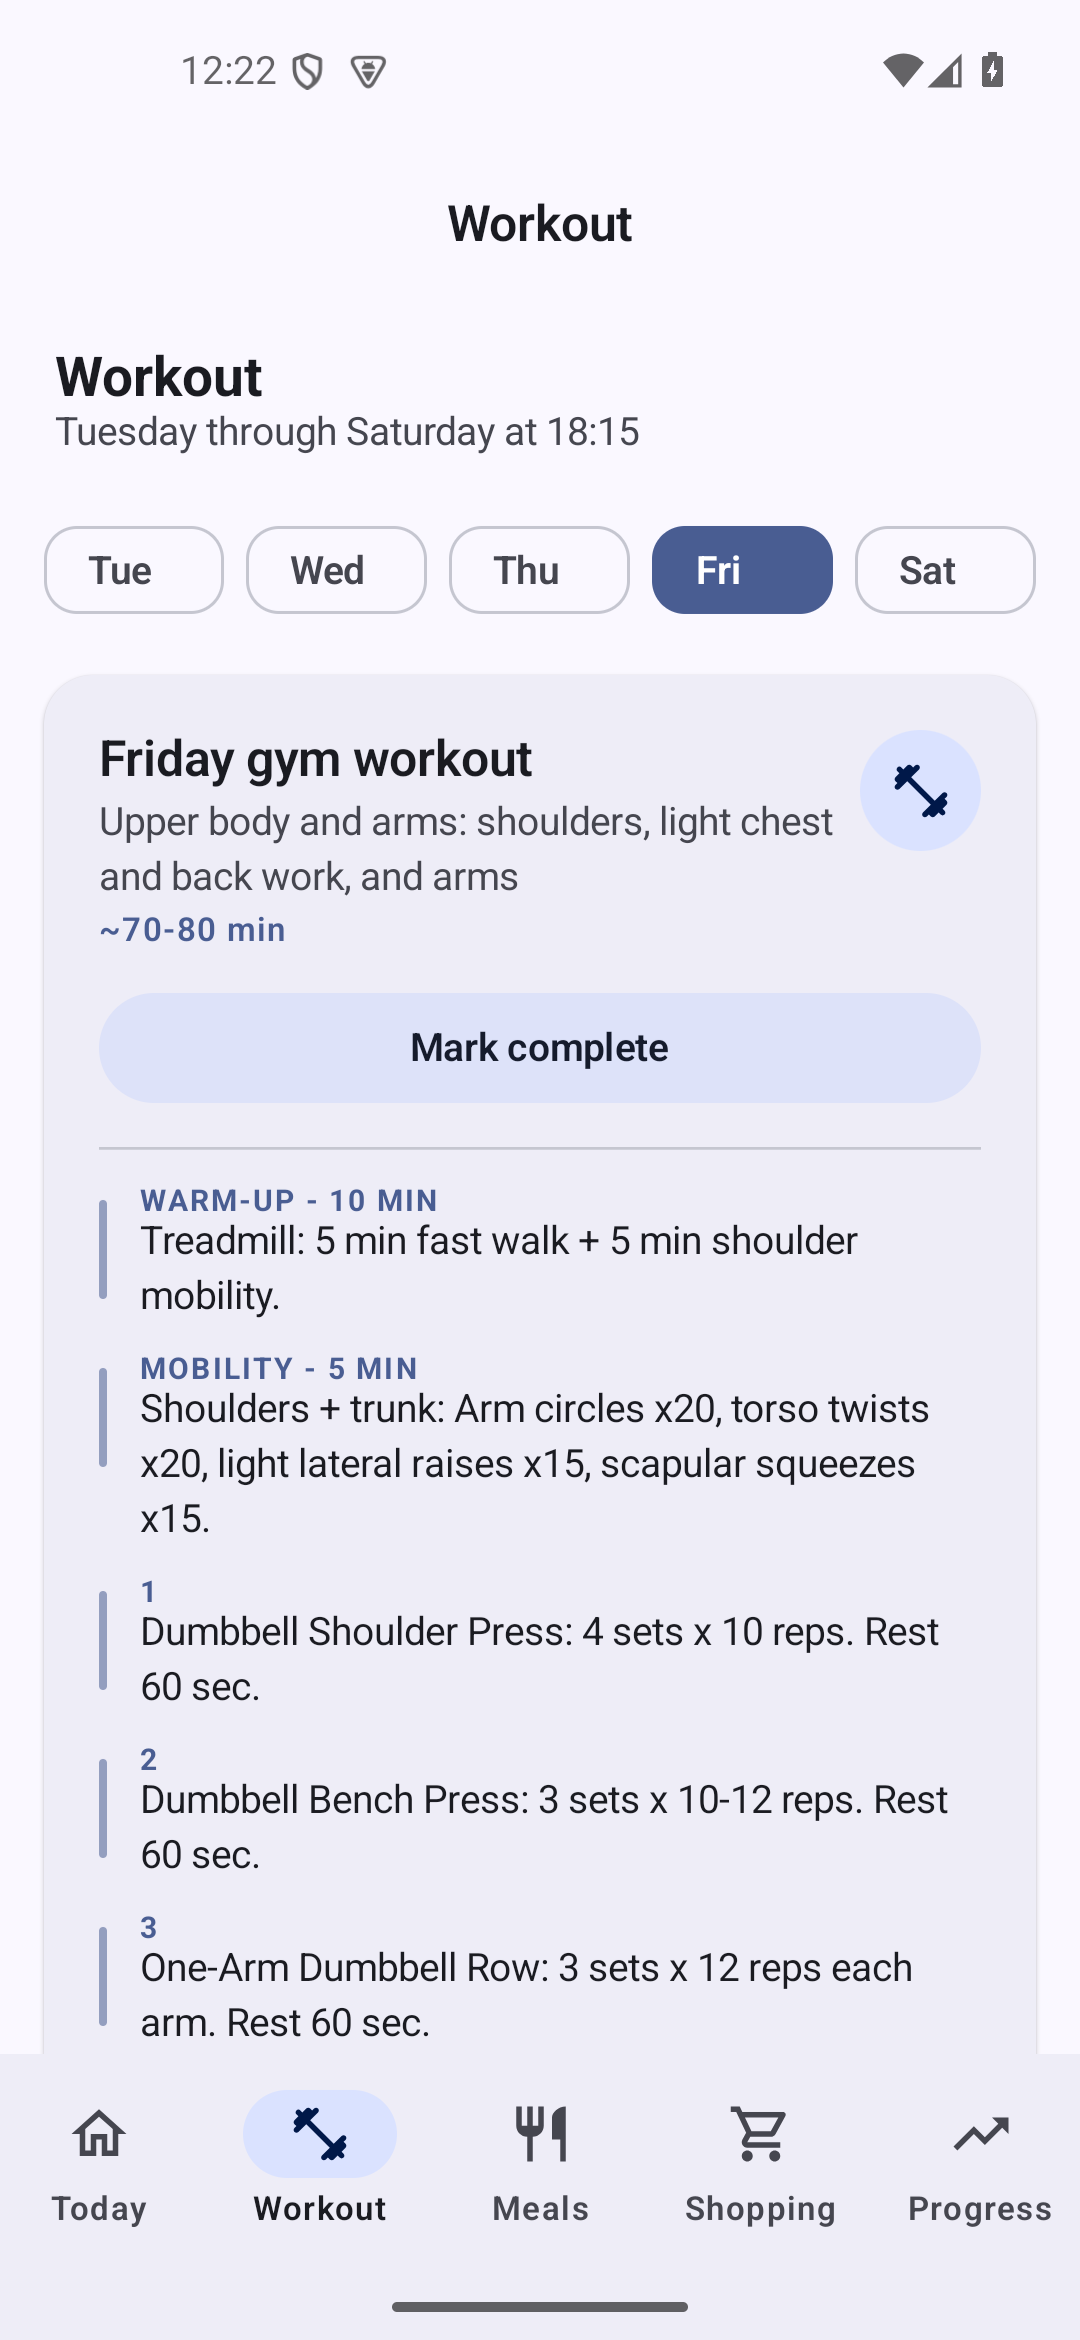 12:22
Workout
Workout
Tuesday through Saturday at 18:15
Tue Wed Thu Fri Sat
Friday gym workout
Upper body and arms: shoulders, light chest
and back work, and arms
~70-80 min
Mark complete
WARM-UP - 10 MIN
Treadmill: 5 min fast walk + 5 min shoulder
mobility.
MOBILITY - 5 MIN
Shoulders + trunk: Arm circles x20, torso twists
x20, light lateral raises x15, scapular squeezes
x15.
1
Dumbbell Shoulder Press: 4 sets x 10 reps. Rest
60 sec.
2
Dumbbell Bench Press: 3 sets x 10-12 reps. Rest
60 sec.
3
One-Arm Dumbbell Row: 3 sets x 12 reps each
arm. Rest 60 sec.
Today Workout Meals Shopping Progress